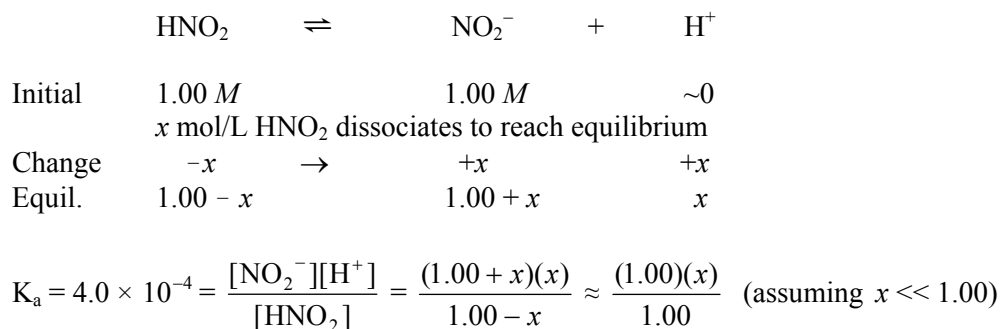 HNO₂ ⇌ NO₂⁻ + H⁺
Initial 1.00 M 1.00 M ~0
x mol/L HNO₂ dissociates to reach equilibrium
Change −x → +x +x
Equil. 1.00 − x 1.00 + x x
Kₐ = 4.0 × 10⁻⁴ = [NO₂⁻][H⁺] / [HNO₂] = (1.00 + x)(x) / 1.00 − x ≈ (1.00)(x) / 1.00 (assuming x << 1.00)